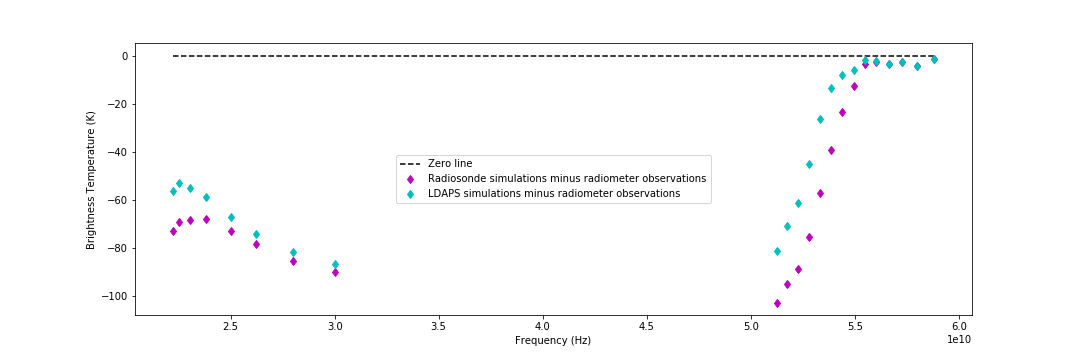 0
−20
−40
−60
−80
−100
Brightness Temperature (K)
Zero line
Radiosonde simulations minus radiometer observations
LDAPS simulations minus radiometer observations
2.5 3.0 3.5 4.0 4.5 5.0 5.5 6.0
1e10
Frequency (Hz)